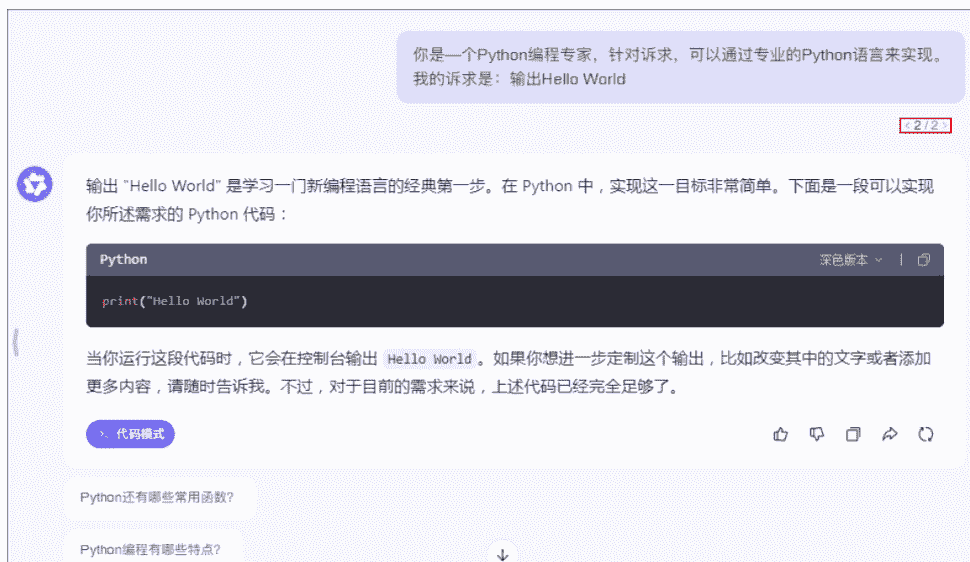 你是一个Python编程专家，针对诉求，可以通过专业的Python语言来实现。
我的诉求是：输出Hello World
< 2 / 2 >
输出 "Hello World" 是学习一门新编程语言的经典第一步。在 Python 中，实现这一目标非常简单。下面是一段可以实现
你所述需求的 Python 代码：
Python
深色版本
print("Hello World")
当你运行这段代码时，它会在控制台输出 Hello World 。如果你想进一步定制这个输出，比如改变其中的文字或者添加
更多内容，请随时告诉我。不过，对于目前的需求来说，上述代码已经完全足够了。
代码模式
Python还有哪些常用函数?
Python编程有哪些特点?